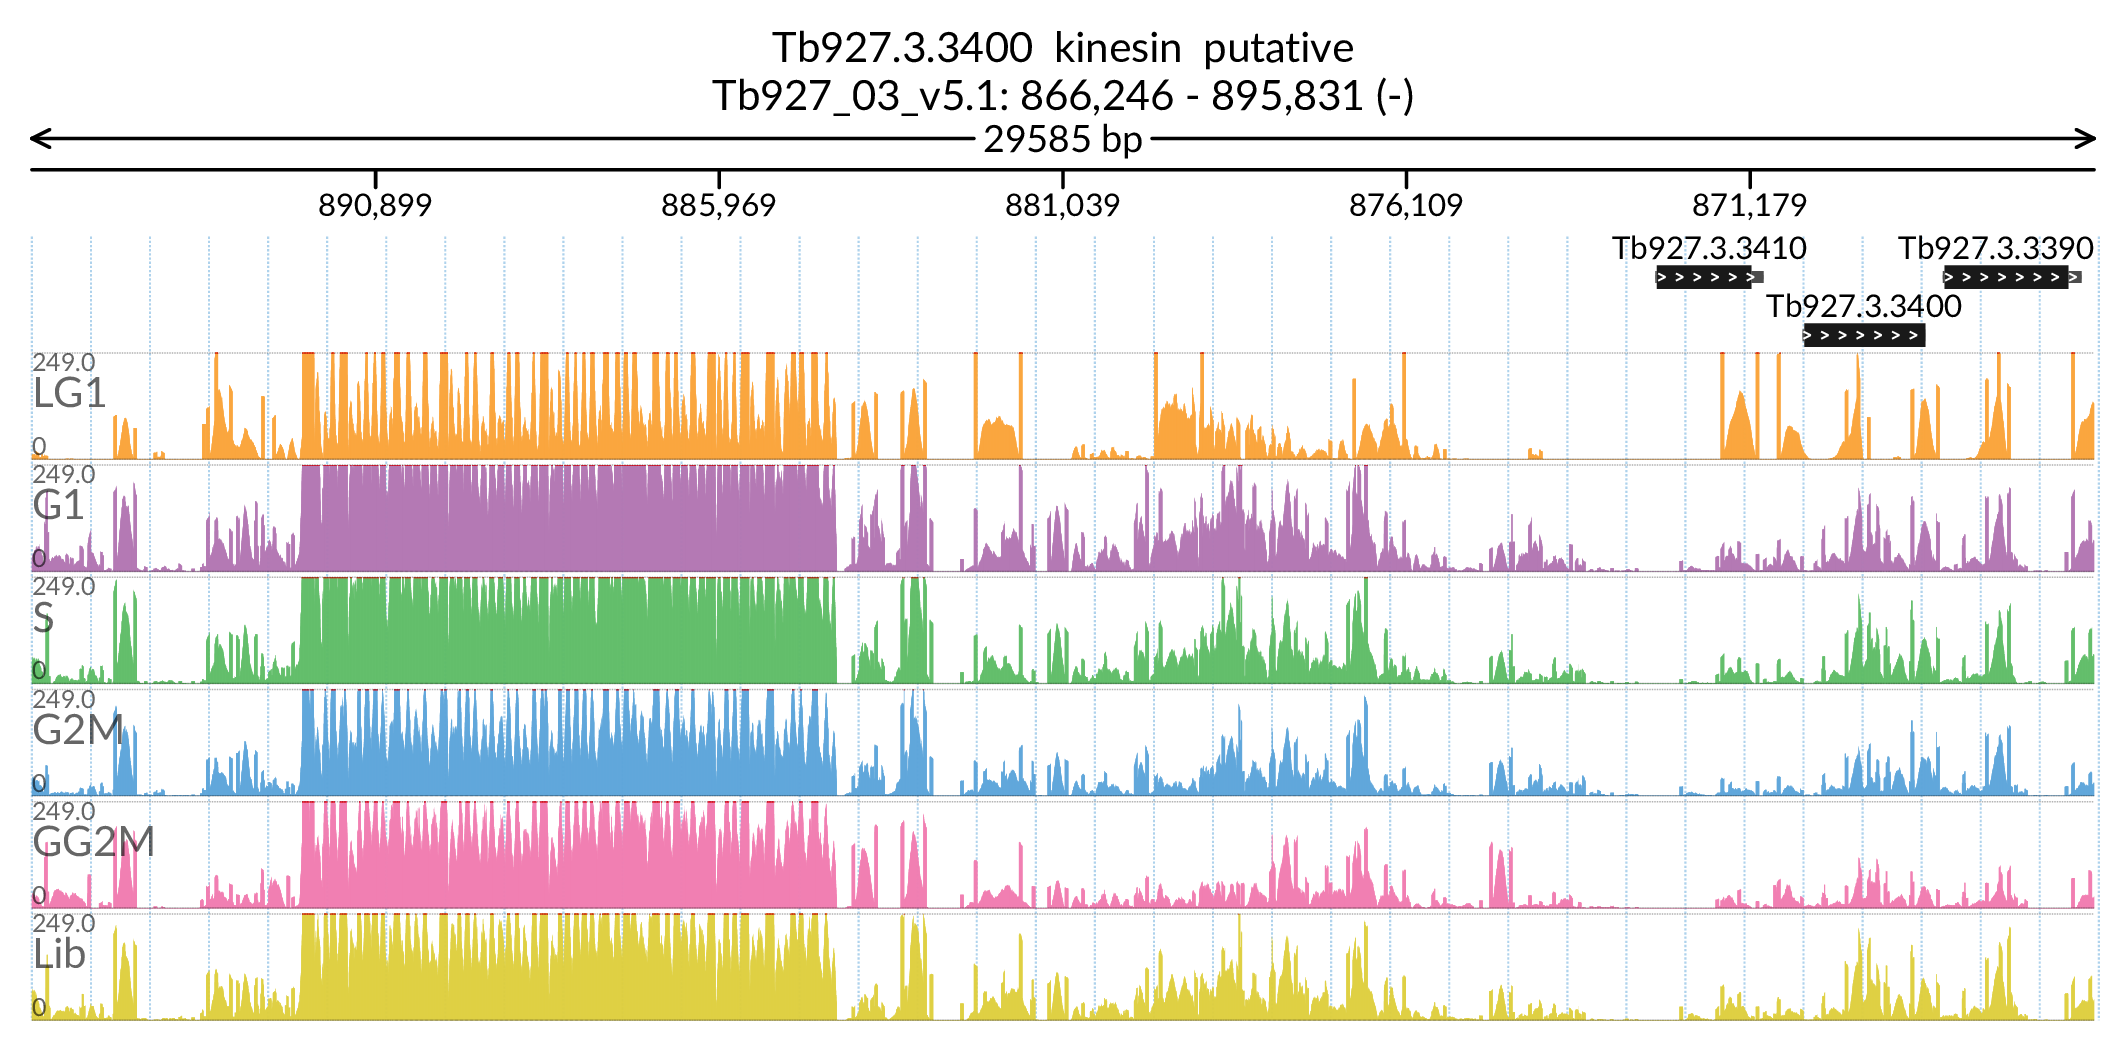 Tb927.3.3400 kinesin putative
Tb927_03_v5.1: 866,246 - 895,831 (-)
29585 bp
890,899 885,969 881,039 876,109 871,179
Tb927.3.3410 Tb927.3.3390
Tb927.3.3400
249.0
LG1
0
249.0
G1
0
249.0
S
0
249.0
G2M
0
249.0
GG2M
0
249.0
Lib
0